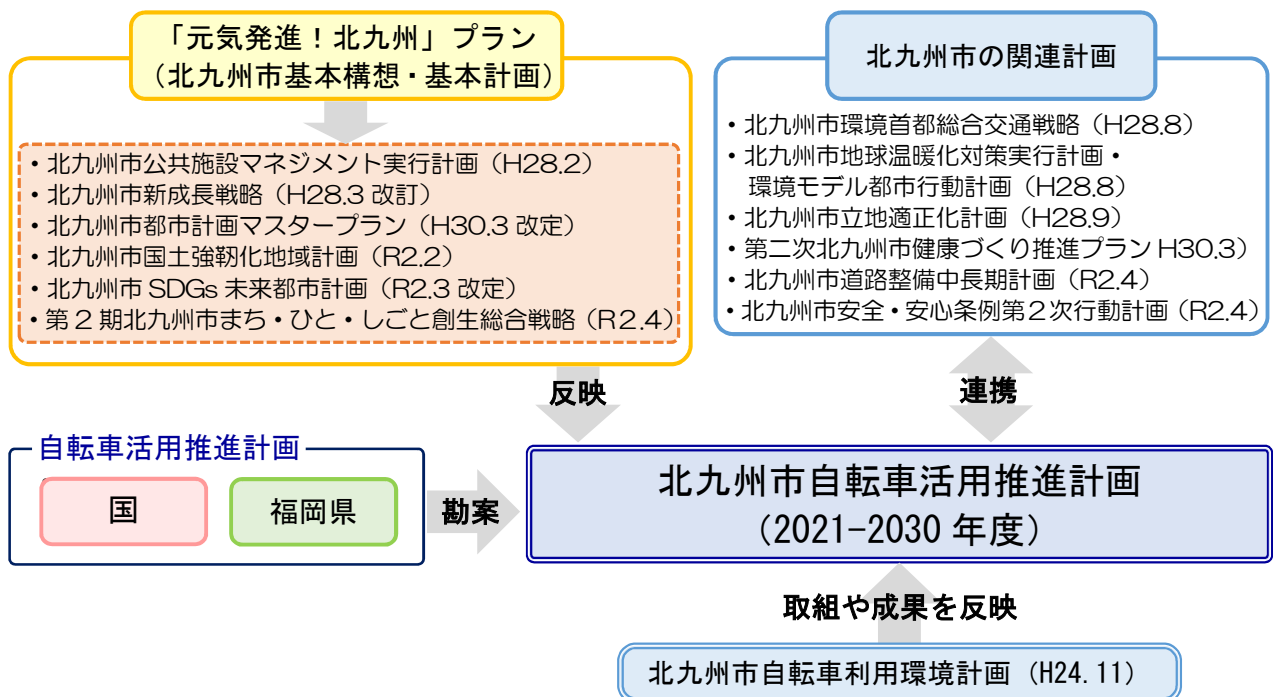 「元気発進！北九州」プラン
（北九州市基本構想・基本計画）
・北九州市公共施設マネジメント実行計画（H28.2）
・北九州市新成長戦略（H28.3 改訂）
・北九州市都市計画マスタープラン（H30.3 改定）
・北九州市国土強靭化地域計画（R2.2）
・北九州市 SDGs 未来都市計画（R2.3 改定）
・第２期北九州市まち・ひと・しごと創生総合戦略（R２.４）
北九州市の関連計画
・北九州市環境首都総合交通戦略（H28.8）
・北九州市地球温暖化対策実行計画・
環境モデル都市行動計画（H28.8）
・北九州市立地適正化計画（H28.9）
・第二次北九州市健康づくり推進プラン H30.3）
・北九州市道路整備中長期計画（R2.4）
・北九州市安全・安心条例第２次行動計画（R2.4）
反映
連携
自転車活用推進計画
国
福岡県
勘案
北九州市自転車活用推進計画
（2021-2030 年度）
取組や成果を反映
北九州市自転車利用環境計画（H24.11）